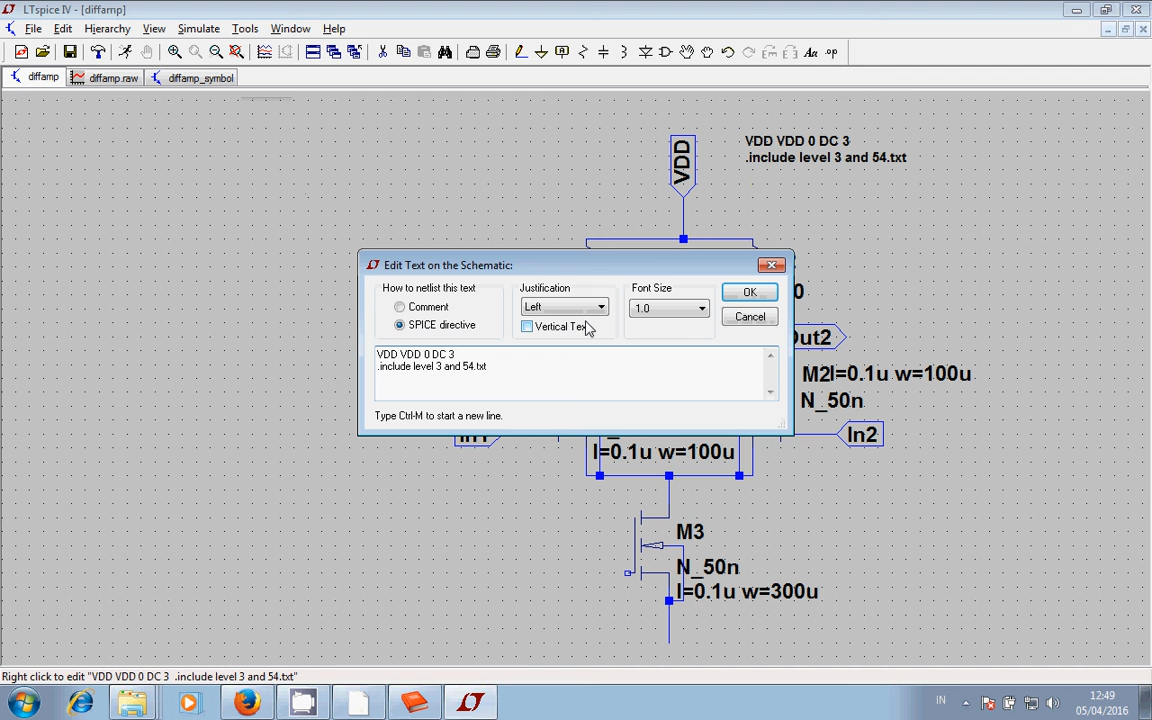 LTspice IV - [diffamp]
File Edit Hierarchy View Simulate Tools Window Help
Aa .op
diffamp diffamp.raw diffamp_symbol
VDD
VDD VDD 0 DC 3
.include level 3 and 54.txt
Edit Text on the Schematic:
How to netlist this text
Comment
SPICE directive
Justification
Left
Vertical Text
Font Size
1.0
OK
Cancel
VDD VDD 0 DC 3
.include level 3 and 54.txt
Type Ctrl-M to start a new line.
M2l=0.1u w=100u
N_50n
In2
l=0.1u w=100u
M3
N_50n
l=0.1u w=300u
Right click to edit "VDD VDD 0 DC 3 .include level 3 and 54.txt"
IN
12:49
05/04/2016